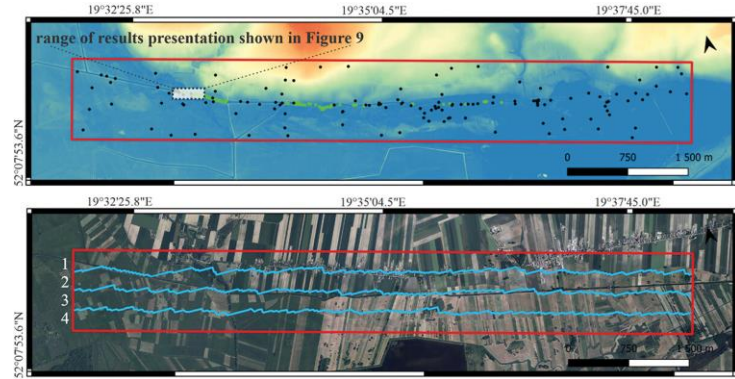 19°32'25.8"E 19°35'04.5"E 19°37'45.0"E
range of results presentation shown in Figure 9
52°07'53.6"N
0 750 1 500 m
19°32'25.8"E 19°35'04.5"E 19°37'45.0"E
1
2
3
4
52°07'53.6"N
0 750 1 500 m